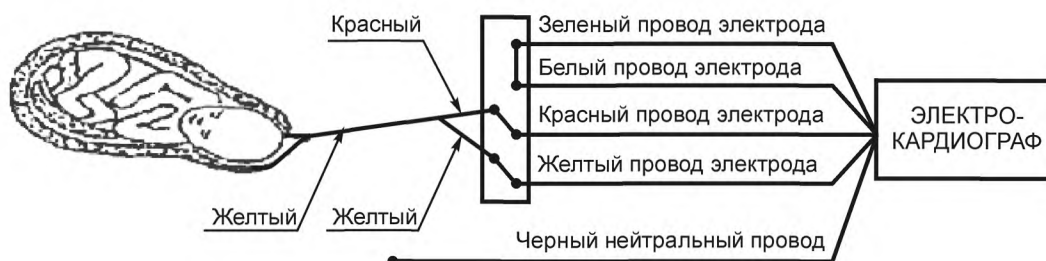 Красный
Зеленый провод электрода
Белый провод электрода
Красный провод электрода
ЭЛЕКТРО-
КАРДИОГРАФ
Желтый провод электрода
Желтый
Желтый
Черный нейтральный провод